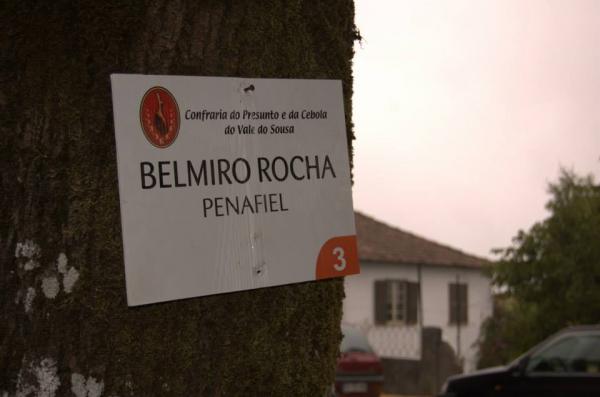 Confraria do Presunto e da Cebola
do Vale do Sousa
BELMIRO ROCHA
PENAFIEL
3